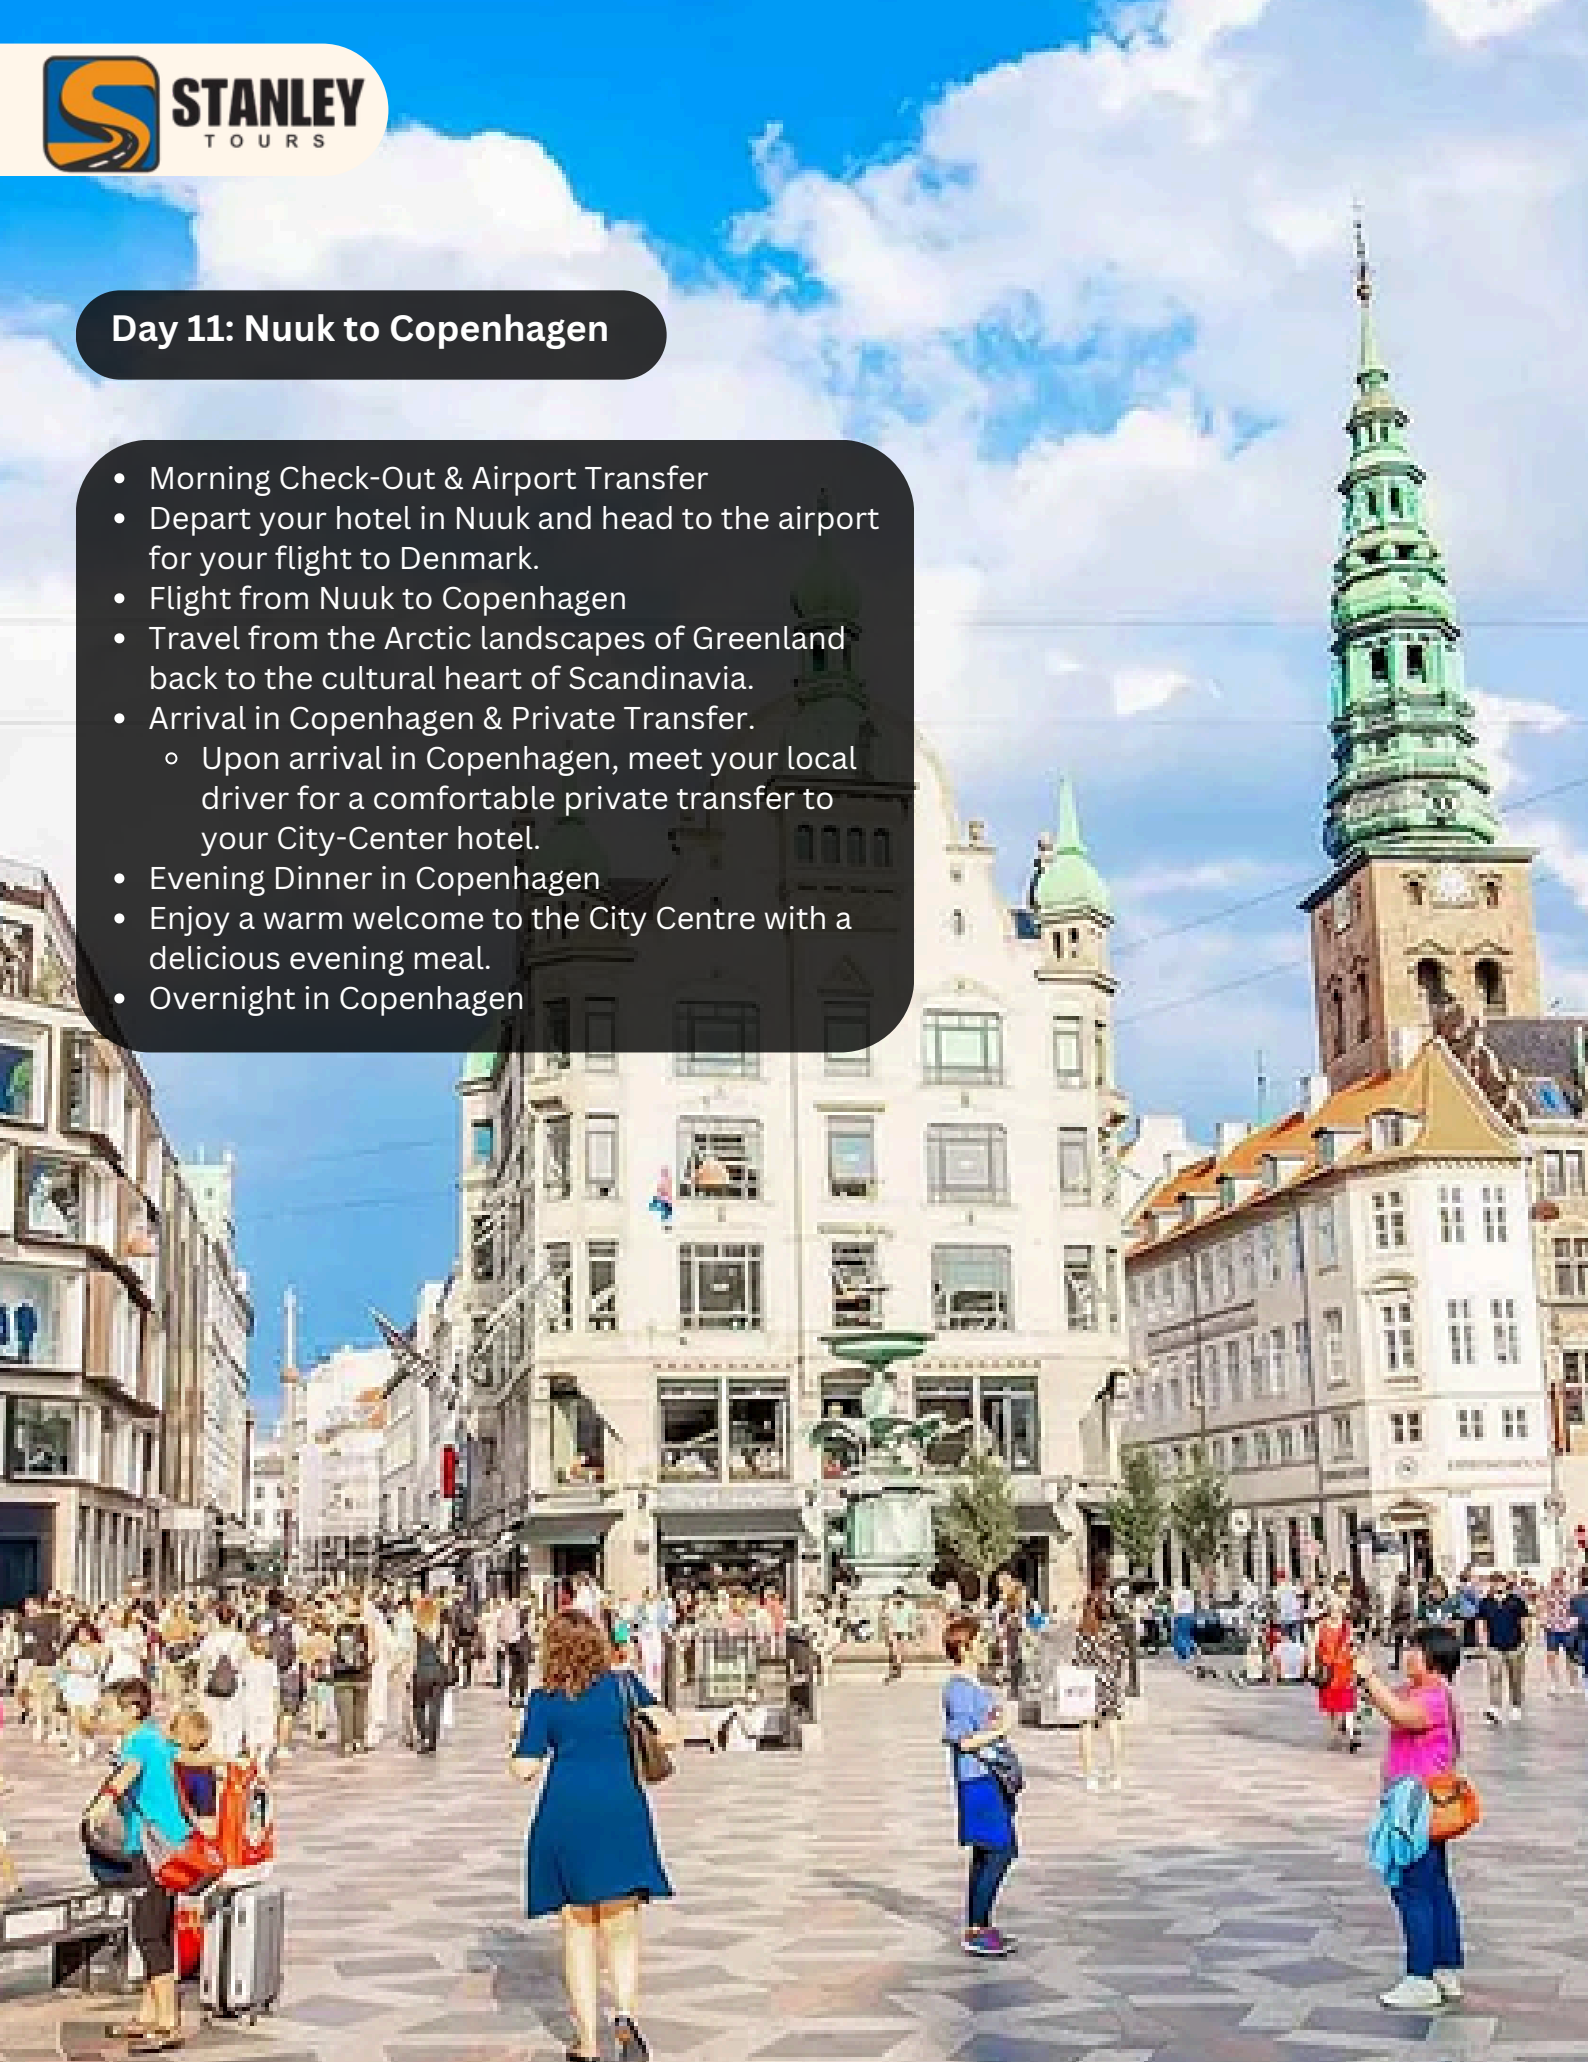 STANLEY
TOURS
Day 11: Nuuk to Copenhagen
• Morning Check-Out & Airport Transfer
• Depart your hotel in Nuuk and head to the airport
for your flight to Denmark.
• Flight from Nuuk to Copenhagen
• Travel from the Arctic landscapes of Greenland
back to the cultural heart of Scandinavia.
• Arrival in Copenhagen & Private Transfer.
◦ Upon arrival in Copenhagen, meet your local
driver for a comfortable private transfer to
your City-Center hotel.
• Evening Dinner in Copenhagen
• Enjoy a warm welcome to the City Centre with a
delicious evening meal.
• Overnight in Copenhagen